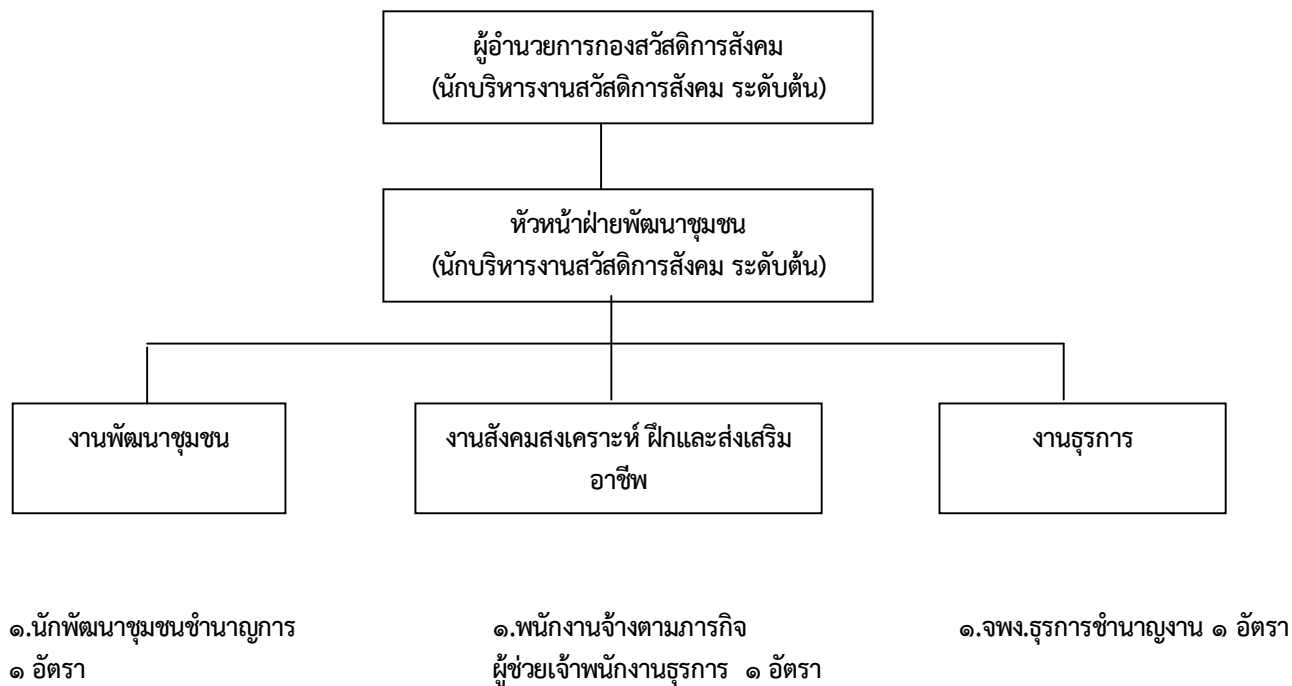 ผู้อำนวยการกองสวัสดิการสังคม
(นักบริหารงานสวัสดิการสังคม ระดับต้น)
หัวหน้าฝ่ายพัฒนาชุมชน
(นักบริหารงานสวัสดิการสังคม ระดับต้น)
งานพัฒนาชุมชน
งานสังคมสงเคราะห์ ฝึกและส่งเสริม
อาชีพ
งานธุรการ
๑.นักพัฒนาชุมชนชำนาญการ
๑ อัตรา
๑.พนักงานจ้างตามภารกิจ
ผู้ช่วยเจ้าพนักงานธุรการ ๑ อัตรา
๑.จพง.ธุรการชำนาญงาน ๑ อัตรา